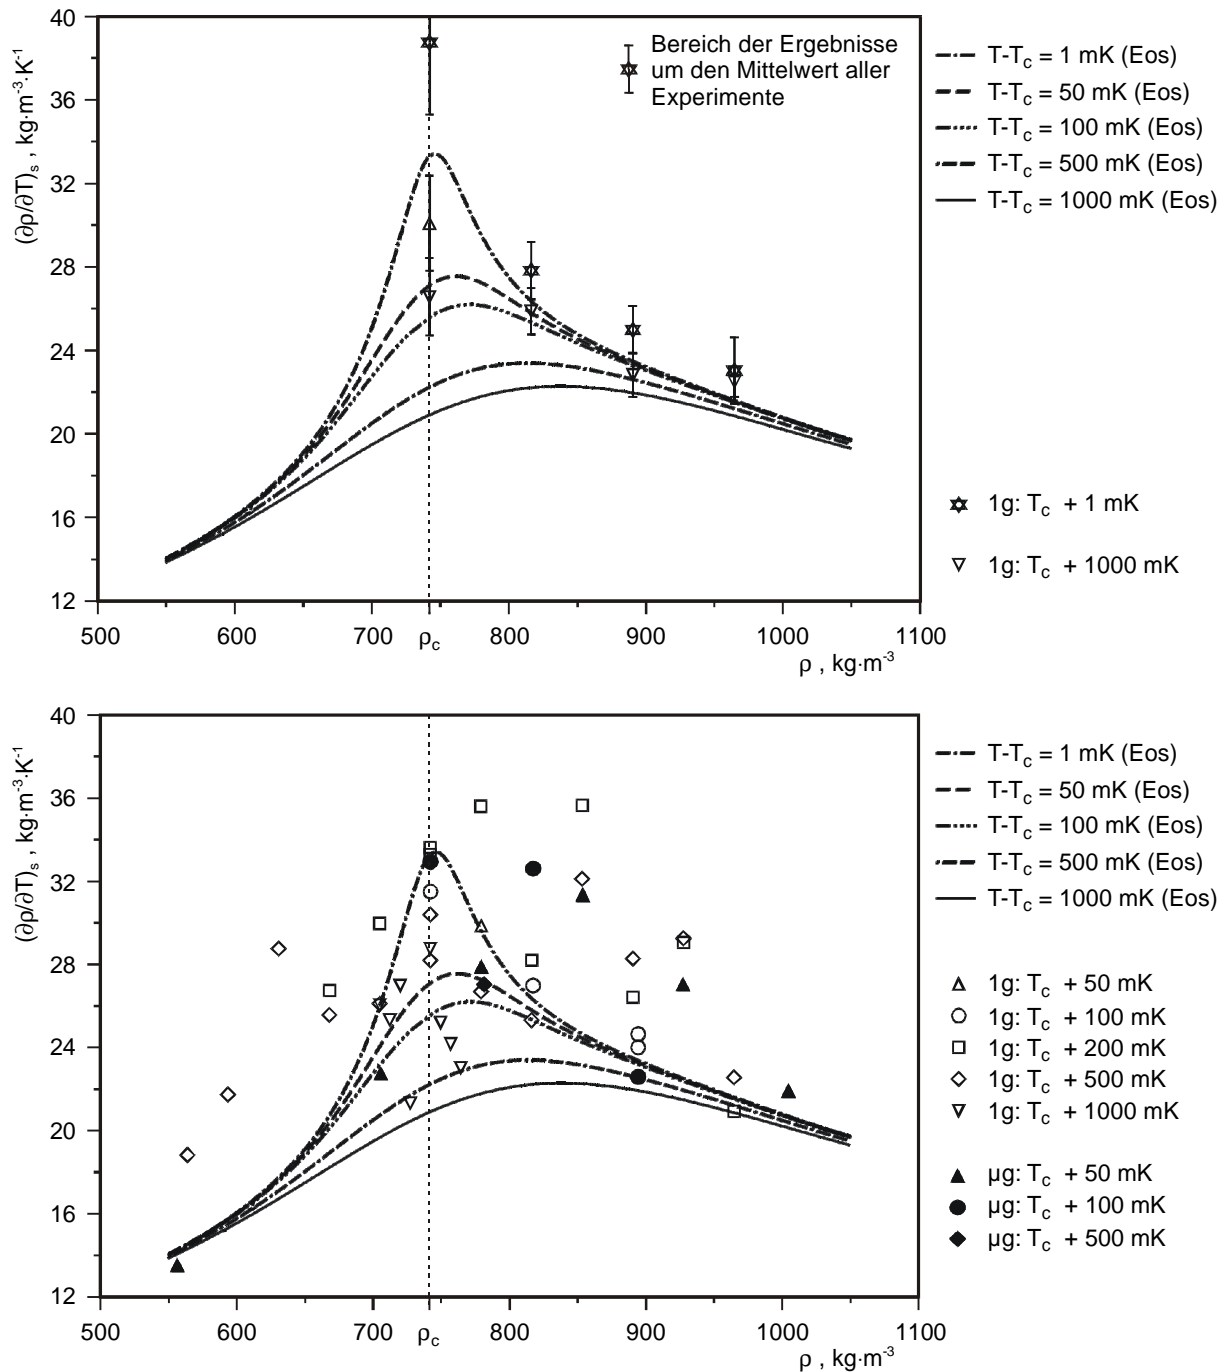 40
36
32
28
24
20
16
12
(∂ρ/∂T)s , kg·m-3·K-1
Bereich der Ergebnisse
um den Mittelwert aller
Experimente
T-Tc = 1 mK (Eos)
T-Tc = 50 mK (Eos)
T-Tc = 100 mK (Eos)
T-Tc = 500 mK (Eos)
T-Tc = 1000 mK (Eos)
1g: Tc + 1 mK
1g: Tc + 1000 mK
500 600 700 ρc 800 900 1000 1100
ρ , kg·m-3
40
36
32
28
24
20
16
12
(∂ρ/∂T)s , kg·m-3·K-1
T-Tc = 1 mK (Eos)
T-Tc = 50 mK (Eos)
T-Tc = 100 mK (Eos)
T-Tc = 500 mK (Eos)
T-Tc = 1000 mK (Eos)
1g: Tc + 50 mK
1g: Tc + 100 mK
1g: Tc + 200 mK
1g: Tc + 500 mK
1g: Tc + 1000 mK
µg: Tc + 50 mK
µg: Tc + 100 mK
µg: Tc + 500 mK
500 600 700 ρc 800 900 1000 1100
ρ , kg·m-3